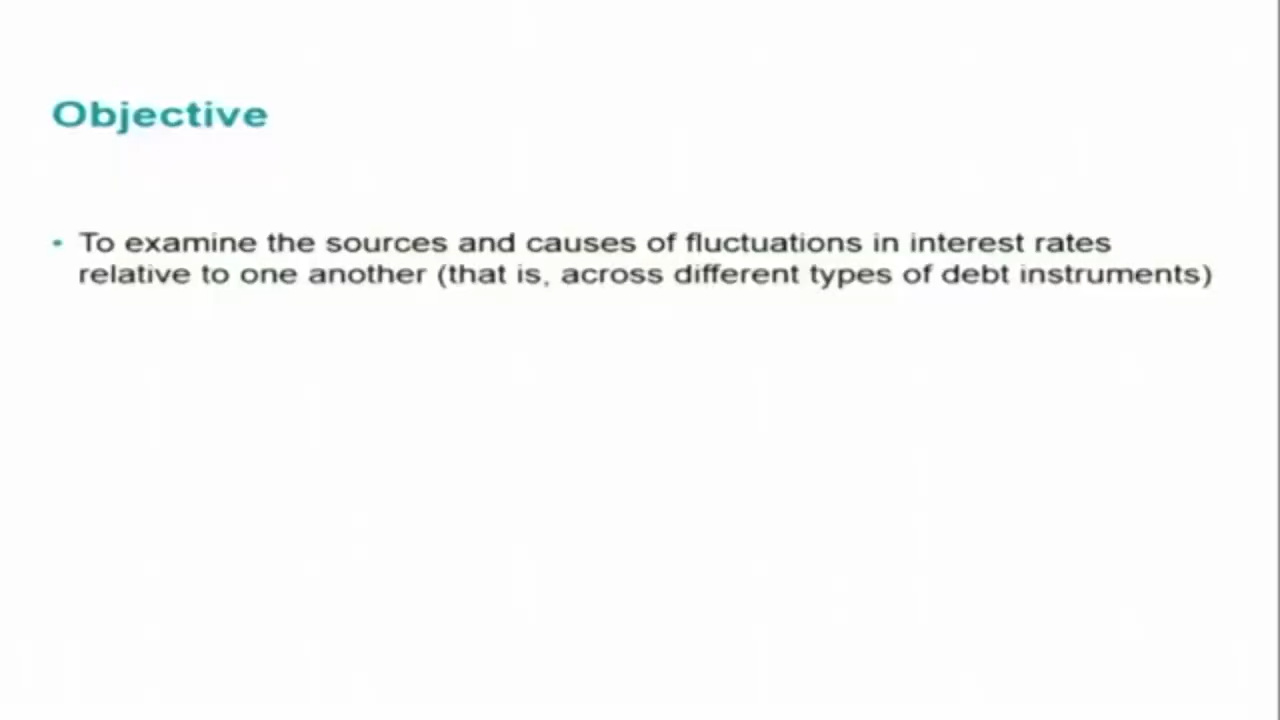 Objective
• To examine the sources and causes of fluctuations in interest rates
relative to one another (that is, across different types of debt instruments)